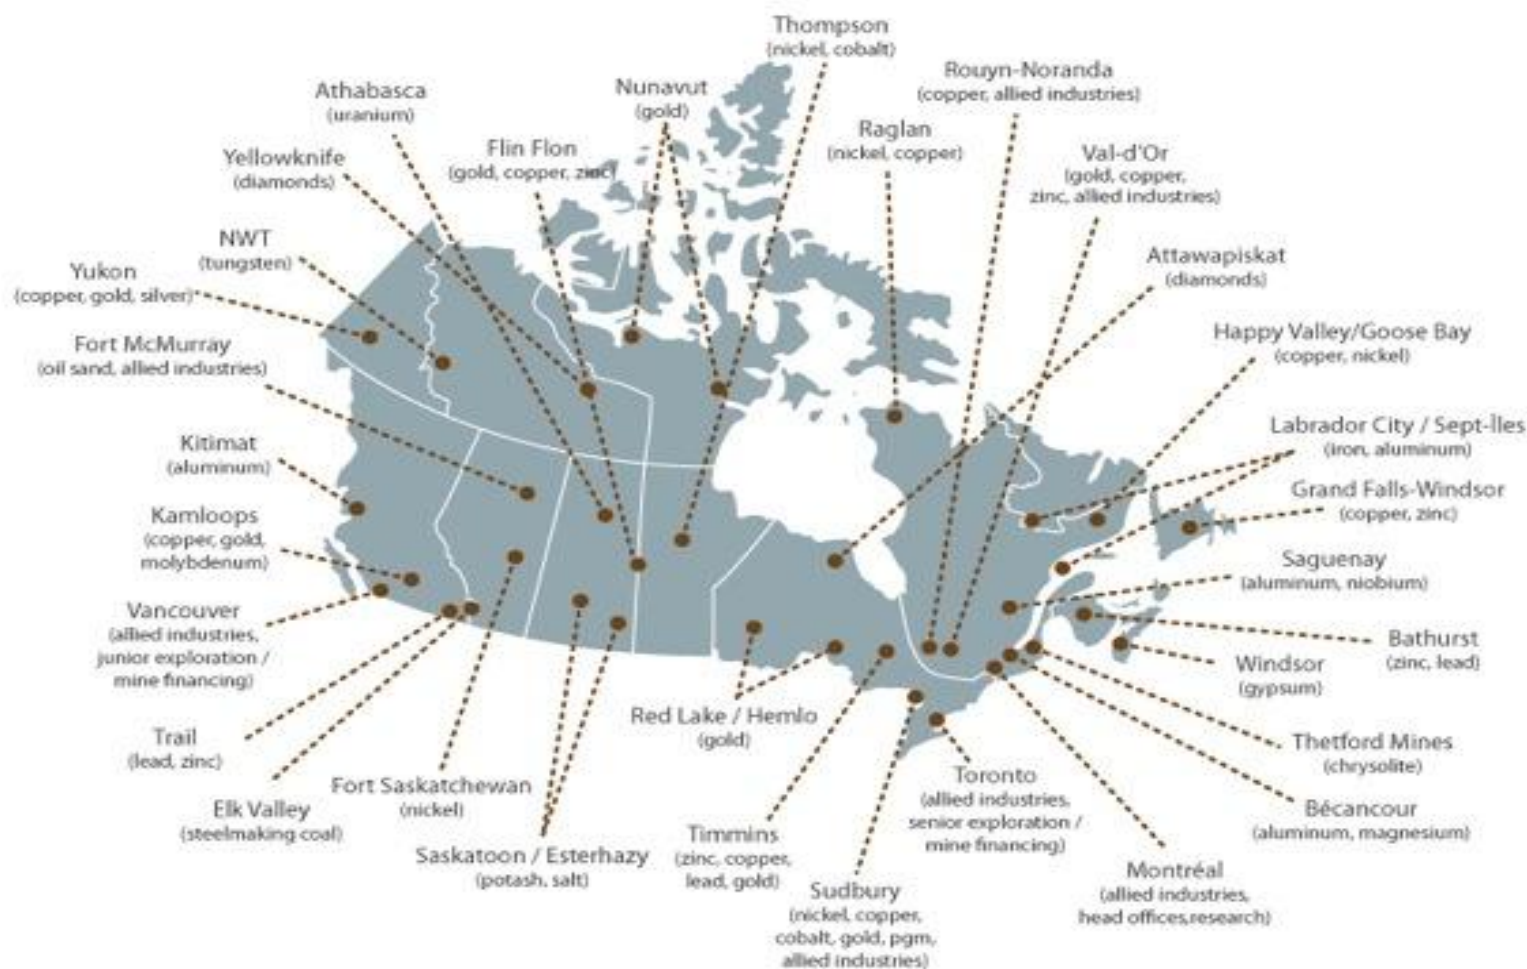 Thompson
(nickel, cobalt)
Rouyn-Noranda
(copper, allied industries)
Athabasca
(uranium)
Nunavut
(gold)
Raglan
(nickel, copper)
Flin Flon
(gold, copper, zinc)
Val-d'Or
(gold, copper,
zinc, allied industries)
Yellowknife
(diamonds)
NWT
(tungsten)
Attawapiskat
(diamonds)
Yukon
(copper, gold, silver)
Happy Valley/Goose Bay
(copper, nickel)
Fort McMurray
(oil sand, allied industries)
Labrador City / Sept-Îles
(iron, aluminum)
Kitimat
(aluminum)
Grand Falls-Windsor
(copper, zinc)
Kamloops
(copper, gold,
molybdenum)
Saguenay
(aluminum, niobium)
Vancouver
(allied industries,
junior exploration /
mine financing)
Bathurst
(zinc, lead)
Windsor
(gypsum)
Red Lake / Hemlo
(gold)
Trail
(lead, zinc)
Thetford Mines
(chrysolite)
Fort Saskatchewan
(nickel)
Toronto
(allied industries,
senior exploration /
mine financing)
Elk Valley
(steelmaking coal)
Bécancour
(aluminum, magnesium)
Timmins
(zinc, copper,
lead, gold)
Saskatoon / Esterhazy
(potash, salt)
Montréal
(allied industries,
head offices,research)
Sudbury
(nickel, copper,
cobalt, gold, pgm,
allied industries)